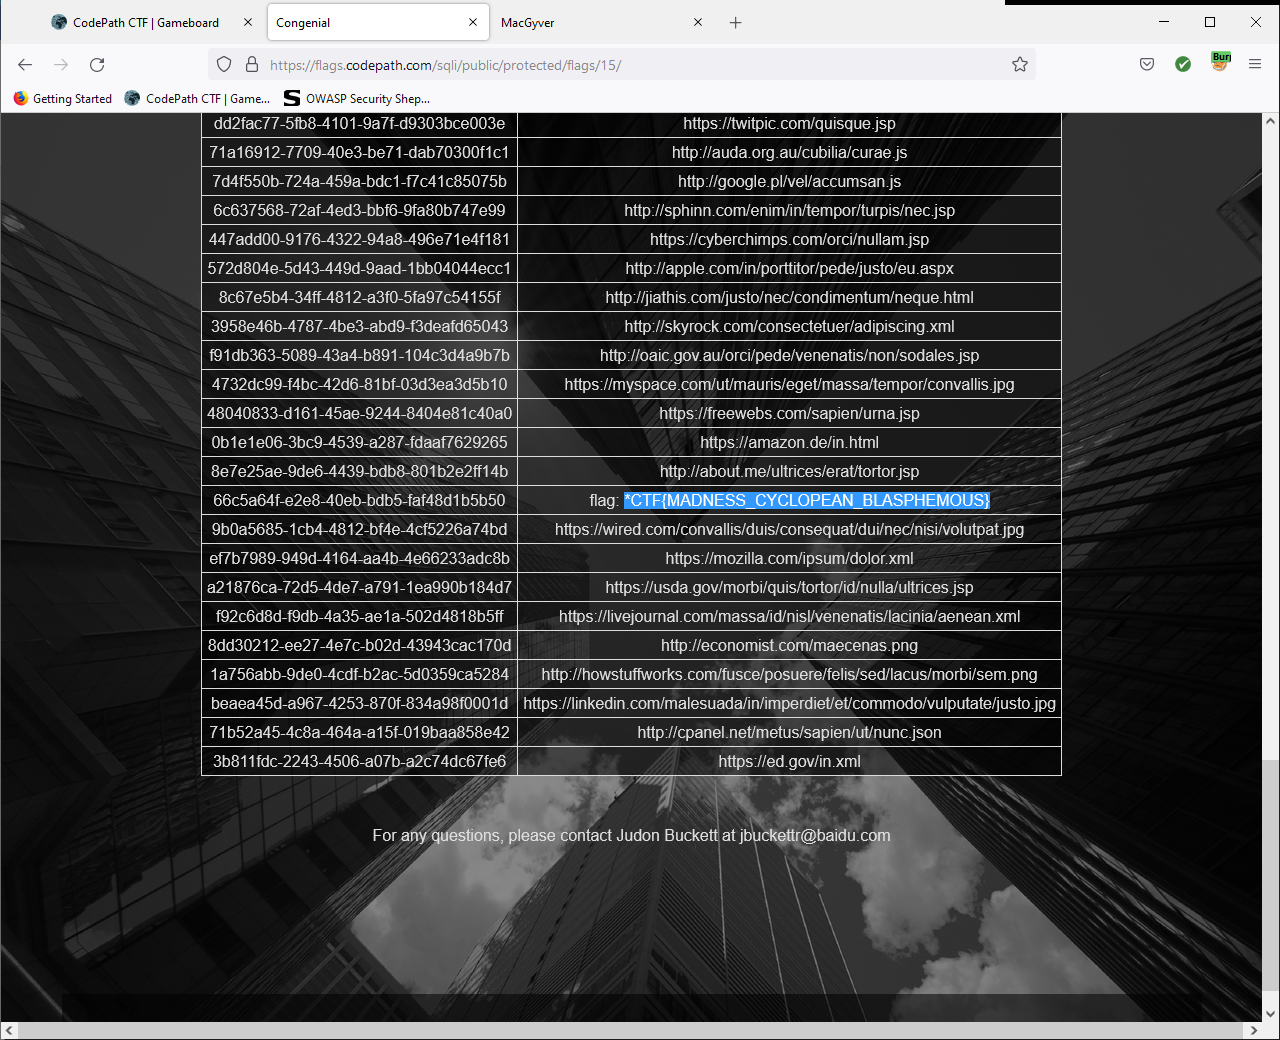 CodePath CTF | Gameboard
Congenial
MacGyver
https://flags.codepath.com/sqli/public/protected/flags/15/
Burp
Getting Started
CodePath CTF | Game...
OWASP Security Shep...
dd2fac77-5fb8-4101-9a7f-d9303bce003e https://twitpic.com/quisque.jsp
71a16912-7709-40e3-be71-dab70300f1c1 http://auda.org.au/cubilia/curae.js
7d4f550b-724a-459a-bdc1-f7c41c85075b http://google.pl/vel/accumsan.js
6c637568-72af-4ed3-bbf6-9fa80b747e99 http://sphinn.com/enim/in/tempor/turpis/nec.jsp
447add00-9176-4322-94a8-496e71e4f181 https://cyberchimps.com/orci/nullam.jsp
572d804e-5d43-449d-9aad-1bb04044ecc1 http://apple.com/in/porttitor/pede/justo/eu.aspx
8c67e5b4-34ff-4812-a3f0-5fa97c54155f http://jiathis.com/justo/nec/condimentum/neque.html
3958e46b-4787-4be3-abd9-f3deafd65043 http://skyrock.com/consectetuer/adipiscing.xml
f91db363-5089-43a4-b891-104c3d4a9b7b http://oaic.gov.au/orci/pede/venenatis/non/sodales.jsp
4732dc99-f4bc-42d6-81bf-03d3ea3d5b10 https://myspace.com/ut/mauris/eget/massa/tempor/convallis.jpg
48040833-d161-45ae-9244-8404e81c40a0 https://freewebs.com/sapien/urna.jsp
0b1e1e06-3bc9-4539-a287-fdaaf7629265 https://amazon.de/in.html
8e7e25ae-9de6-4439-bdb8-801b2e2ff14b http://about.me/ultrices/erat/tortor.jsp
66c5a64f-e2e8-40eb-bdb5-faf48d1b5b50 flag: *CTF{MADNESS_CYCLOPEAN_BLASPHEMOUS}
9b0a5685-1cb4-4812-bf4e-4cf5226a74bd https://wired.com/convallis/duis/consequat/dui/nec/nisi/volutpat.jpg
ef7b7989-949d-4164-aa4b-4e66233adc8b https://mozilla.com/ipsum/dolor.xml
a21876ca-72d5-4de7-a791-1ea990b184d7 https://usda.gov/morbi/quis/tortor/id/nulla/ultrices.jsp
f92c6d8d-f9db-4a35-ae1a-502d4818b5ff https://livejournal.com/massa/id/nisl/venenatis/lacinia/aenean.xml
8dd30212-ee27-4e7c-b02d-43943cac170d http://economist.com/maecenas.png
1a756abb-9de0-4cdf-b2ac-5d0359ca5284 http://howstuffworks.com/fusce/posuere/felis/sed/lacus/morbi/sem.png
beaea45d-a967-4253-870f-834a98f0001d https://linkedin.com/malesuada/in/imperdiet/et/commodo/vulputate/justo.jpg
71b52a45-4c8a-464a-a15f-019baa858e42 http://cpanel.net/metus/sapien/ut/nunc.json
3b811fdc-2243-4506-a07b-a2c74dc67fe6 https://ed.gov/in.xml
For any questions, please contact Judon Buckett at jbuckettr@baidu.com